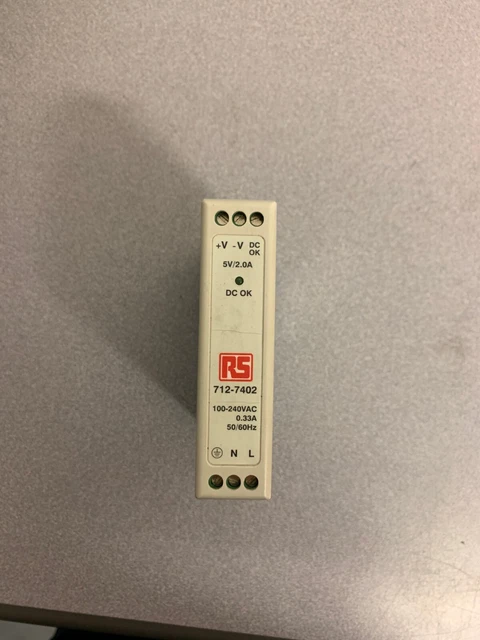 +V -V DC OK
5V/2.0A
DC OK
RS
712-7402
100-240VAC
0.33A
50/60Hz
N L